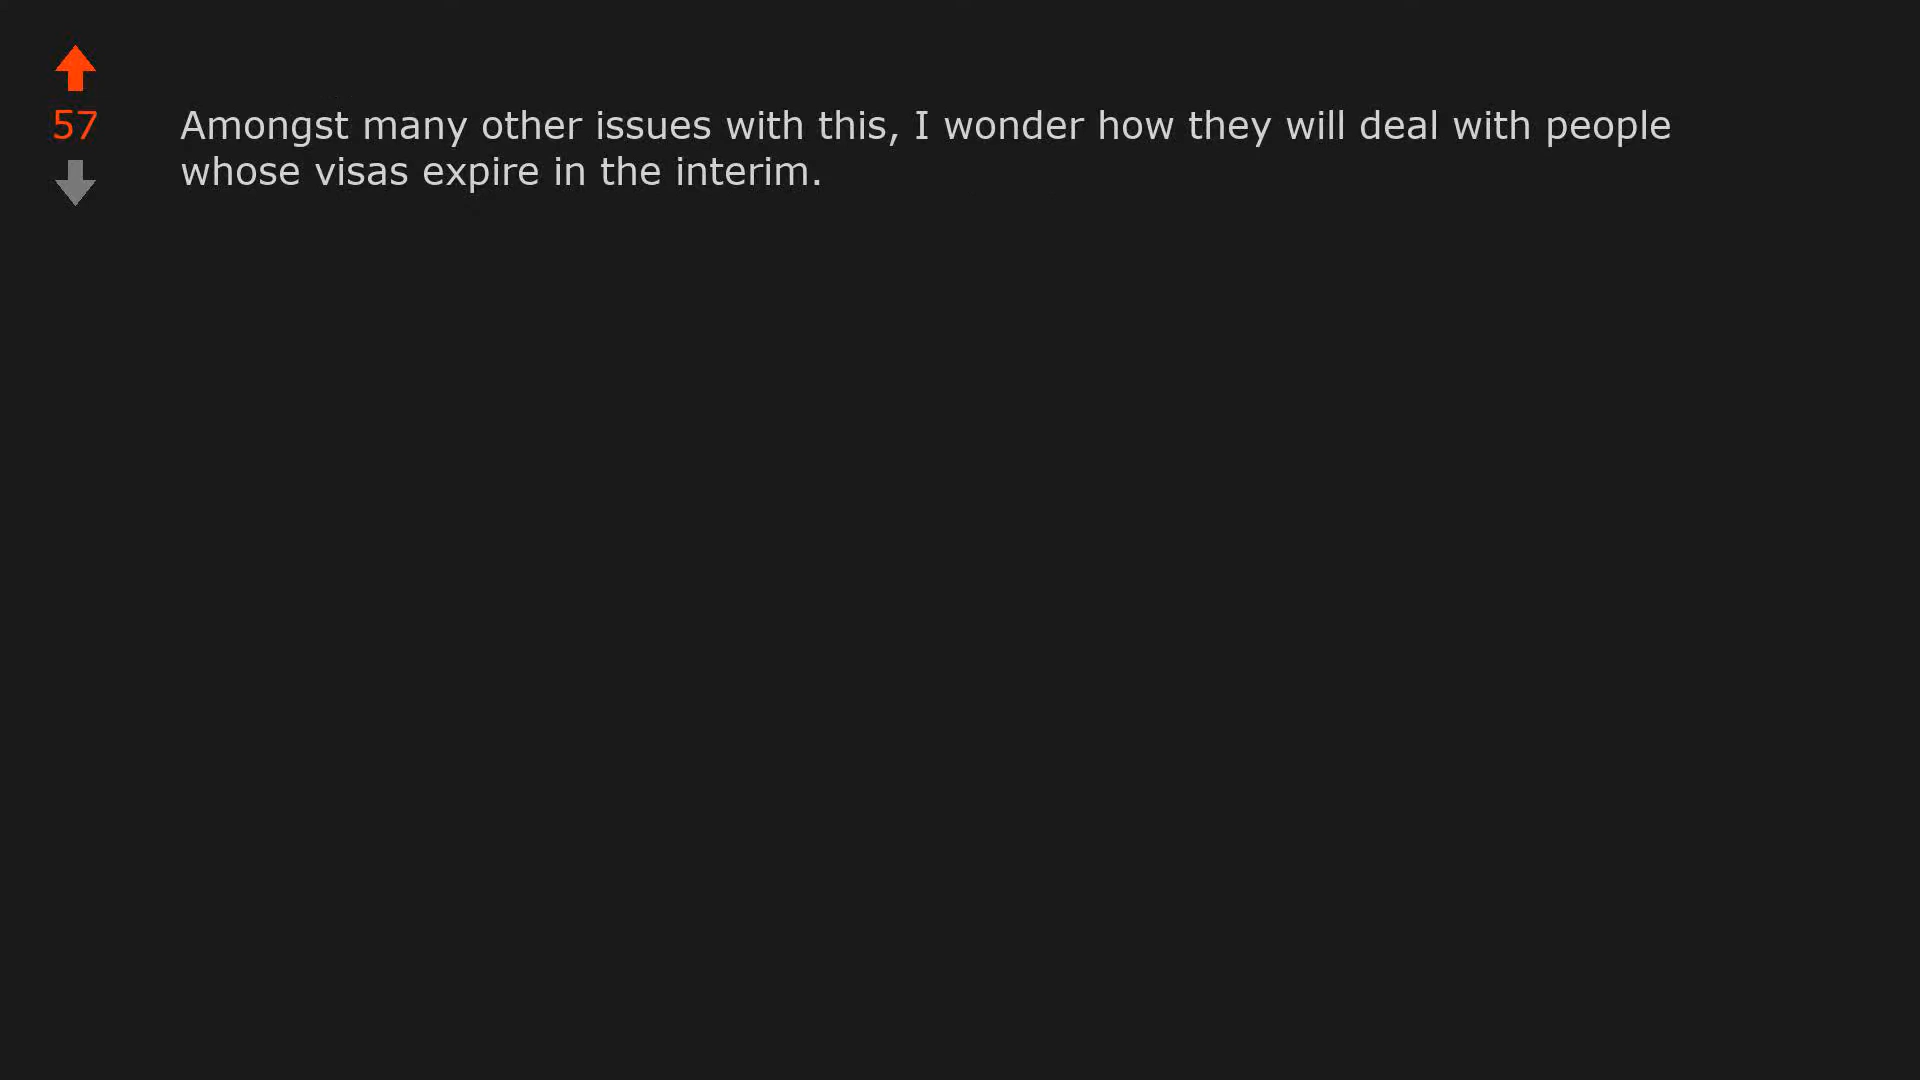 57
Amongst many other issues with this, I wonder how they will deal with people
whose visas expire in the interim.